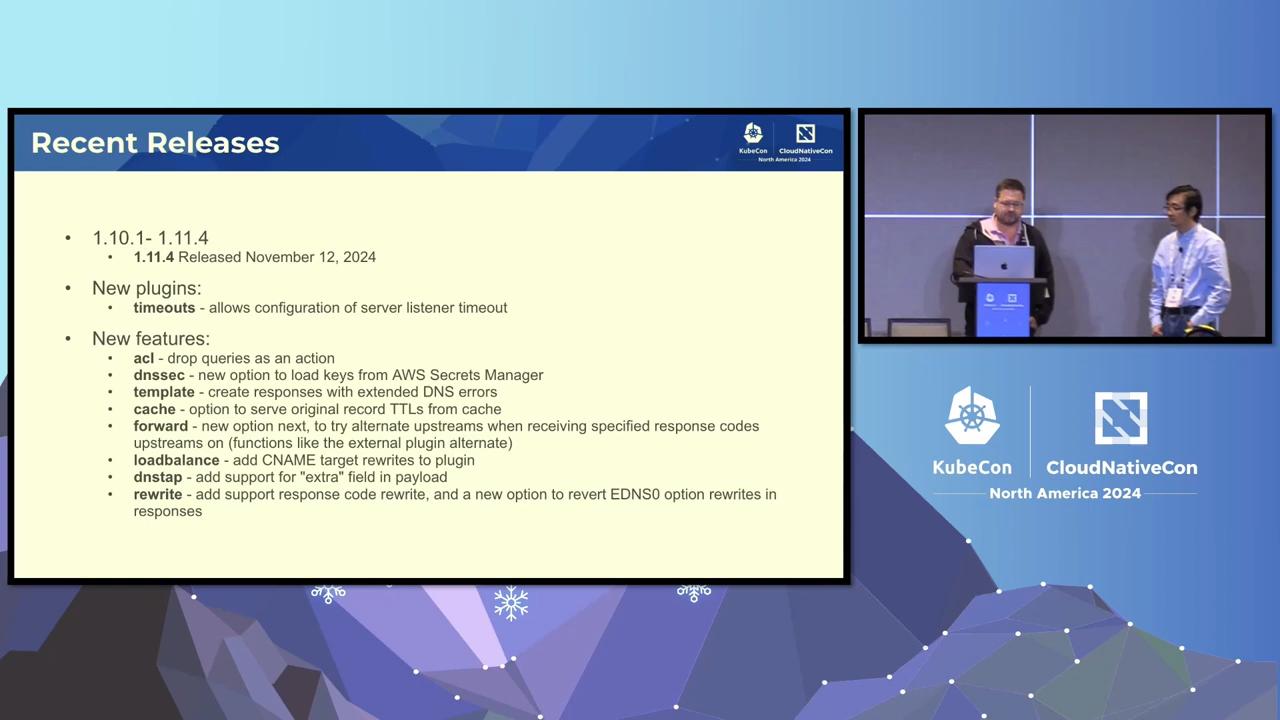 Recent Releases
KubeCon
CloudNativeCon
North America 2024
• 1.10.1- 1.11.4
• 1.11.4 Released November 12, 2024
• New plugins:
• timeouts - allows configuration of server listener timeout
• New features:
• acl - drop queries as an action
• dnssec - new option to load keys from AWS Secrets Manager
• template - create responses with extended DNS errors
• cache - option to serve original record TTLs from cache
• forward - new option next, to try alternate upstreams when receiving specified response codes
upstreams on (functions like the external plugin alternate)
• loadbalance - add CNAME target rewrites to plugin
• dnstap - add support for "extra" field in payload
• rewrite - add support response code rewrite, and a new option to revert EDNS0 option rewrites in
responses
KubeCon
CloudNativeCon
North America 2024